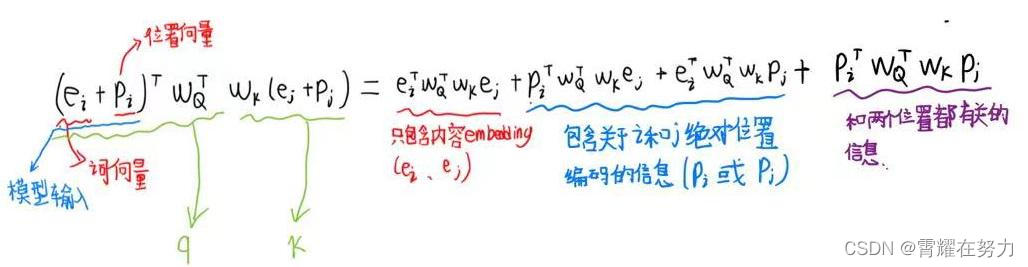 位置向量
(e_i + p_i)^T W_Q^T W_K (e_j + p_j) = e_i^T W_Q^T W_K e_j + p_i^T W_Q^T W_K e_j + e_i^T W_Q^T W_K p_j + p_i^T W_Q^T W_K p_j
词向量
模型输入
q
K
只包含内容embedding
(e_i、e_j)
包含关于i和j绝对位置
编码的信息(P_i 或 P_j)
和两个位置都有关的
信息.
CSDN @霄耀在努力